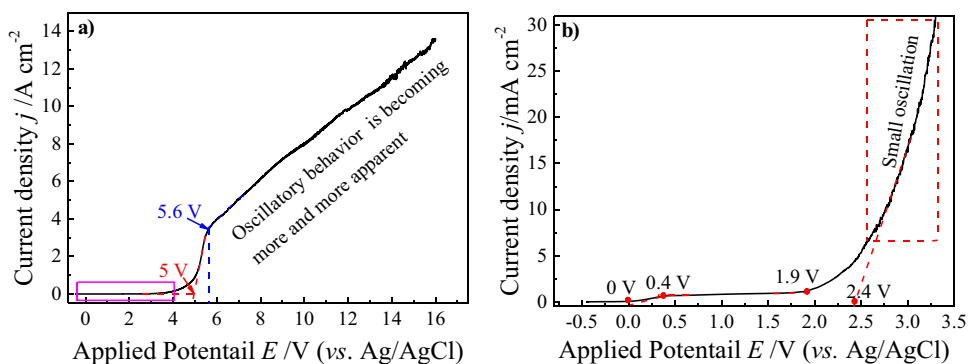 a)
Current density j /A cm-2
14
12
10
8
6
4
2
0
5.6 V
5 V
Oscillatory behavior is becoming
more and more apparent
0 2 4 6 8 10 12 14 16
Applied Potentail E /V (vs. Ag/AgCl)
b)
Current density j/mA cm-2
30
25
20
15
10
5
0
Small oscillation
0 V
0.4 V
1.9 V
2.4 V
-0.5 0.0 0.5 1.0 1.5 2.0 2.5 3.0 3.5
Applied Potentail E /V (vs. Ag/AgCl)